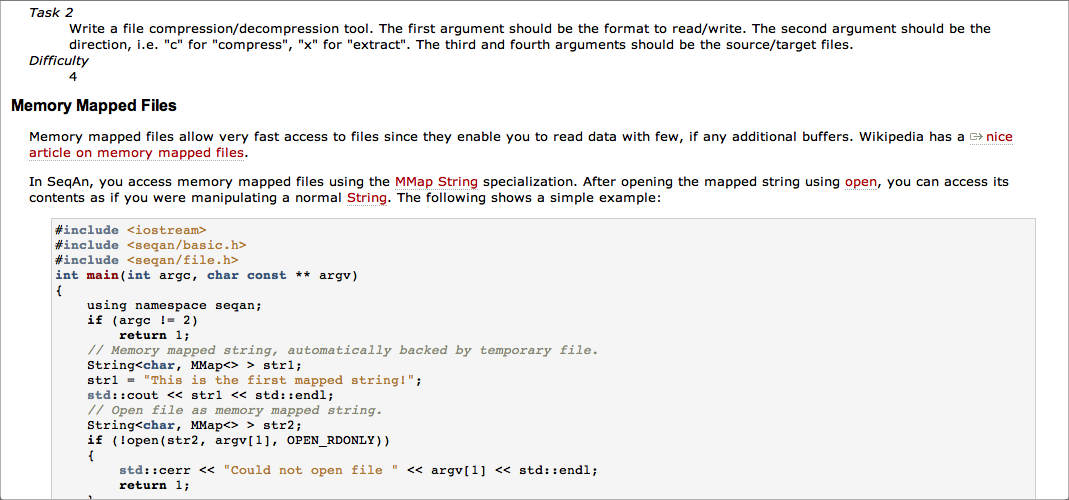 Task 2
Write a file compression/decompression tool. The first argument should be the format to read/write. The second argument should be the
direction, i.e. "c" for "compress", "x" for "extract". The third and fourth arguments should be the source/target files.
Difficulty
4
Memory Mapped Files
Memory mapped files allow very fast access to files since they enable you to read data with few, if any additional buffers. Wikipedia has a nice
article on memory mapped files.
In SeqAn, you access memory mapped files using the MMap String specialization. After opening the mapped string using open, you can access its
contents as if you were manipulating a normal String. The following shows a simple example:
#include <iostream>
#include <seqan/basic.h>
#include <seqan/file.h>
int main(int argc, char const ** argv)
{
    using namespace seqan;
    if (argc != 2)
        return 1;
    // Memory mapped string, automatically backed by temporary file.
    String<char, MMap<> > str1;
    str1 = "This is the first mapped string!";
    std::cout << str1 << std::endl;
    // Open file as memory mapped string.
    String<char, MMap<> > str2;
    if (!open(str2, argv[1], OPEN_RDONLY))
    {
        std::cerr << "Could not open file " << argv[1] << std::endl;
        return 1;